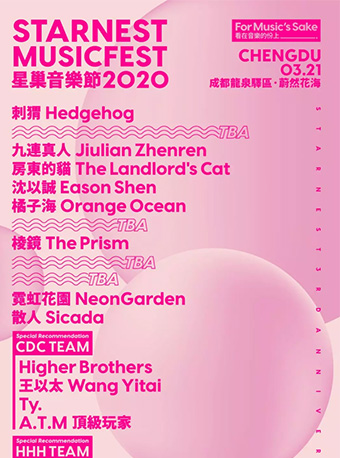 STARNEST
MUSICFEST
星巢音樂節2020
For Music's Sake
看在音樂的份上
CHENGDU
03.21
成都龍泉驛區·蔚然花海
刺猬 Hedgehog
TBA
九連真人 Jiulian Zhenren
房東的貓 The Landlord's Cat
沈以誠 Eason Shen
橘子海 Orange Ocean
TBA
棱鏡 The Prism
TBA
TBA
霓虹花園 NeonGarden
散人 Sicada
Special Recommendation
CDC TEAM
Higher Brothers
王以太 Wang Yitai
Ty.
A.T.M 頂級玩家
Special Recommendation
HHH TEAM
STARNEST 3RD ANNIVER